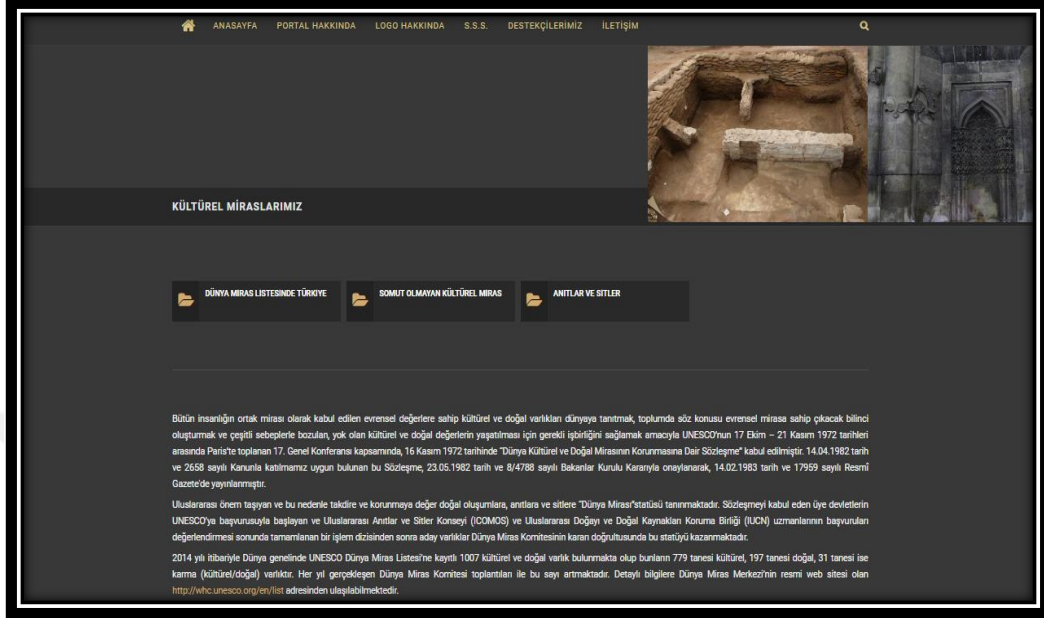 ANASAYFA PORTAL HAKKINDA LOGO HAKKINDA S.S.S. DESTEKÇİLERİMİZ İLETİŞİM
KÜLTÜREL MİRASLARIMIZ
DÜNYA MIRAS LISTESINDE TÜRKIYE SOMUT OLMAYAN KÜLTÜREL MIRAS ANITLAR VE SITLER
Bütün insanlığın ortak mirası olarak kabul edilen evrensel değerlere sahip kültürel ve doğal varlıkları dünyaya tanıtmak, toplumda söz konusu evrensel mirasa sahip çıkacak bilinci
oluşturmak ve çeşitli sebeplerle bozulan, yok olan kültürel ve doğal değerlerin yaşatılması için gerekli işbirliğini sağlamak amacıyla UNESCO'nun 17 Ekim – 21 Kasım 1972 tarihleri
arasında Paris'te toplanan 17. Genel Konferansı kapsamında, 16 Kasım 1972 tarihinde "Dünya Kültürel ve Doğal Mirasının Korunmasına Dair Sözleşme" kabul edilmiştir. 14.04.1982 tarih
ve 2658 sayılı Kanunla katılmamız uygun bulunan bu Sözleşme, 23.05.1982 tarih ve 8/4788 sayılı Bakanlar Kurulu Kararıyla onaylanarak, 14.02.1983 tarih ve 17959 sayılı Resmî
Gazete'de yayınlanmıştır.
Uluslararası önem taşıyan ve bu nedenle takdire ve korunmaya değer doğal oluşumlara, anıtlara ve sitlere "Dünya Mirası"statüsü tanınmaktadır. Sözleşmeyi kabul eden üye devletlerin
UNESCO'ya başvurusuyla başlayan ve Uluslararası Anıtlar ve Sitler Konseyi (ICOMOS) ve Uluslararası Doğayı ve Doğal Kaynakları Koruma Birliği (IUCN) uzmanlarının başvuruları
değerlendirmesi sonunda tamamlanan bir işlem dizisinden sonra aday varlıklar Dünya Miras Komitesinin kararı doğrultusunda bu statüyü kazanmaktadır.
2014 yılı itibariyle Dünya genelinde UNESCO Dünya Miras Listesi'ne kayıtlı 1007 kültürel ve doğal varlık bulunmakta olup bunların 779 tanesi kültürel, 197 tanesi doğal, 31 tanesi ise
karma (kültürel/doğal) varlıktır. Her yıl gerçekleşen Dünya Miras Komitesi toplantıları ile bu sayı artmaktadır. Detaylı bilgilere Dünya Miras Merkezi'nin resmi web sitesi olan
http://whc.unesco.org/en/list adresinden ulaşılabilmektedir.